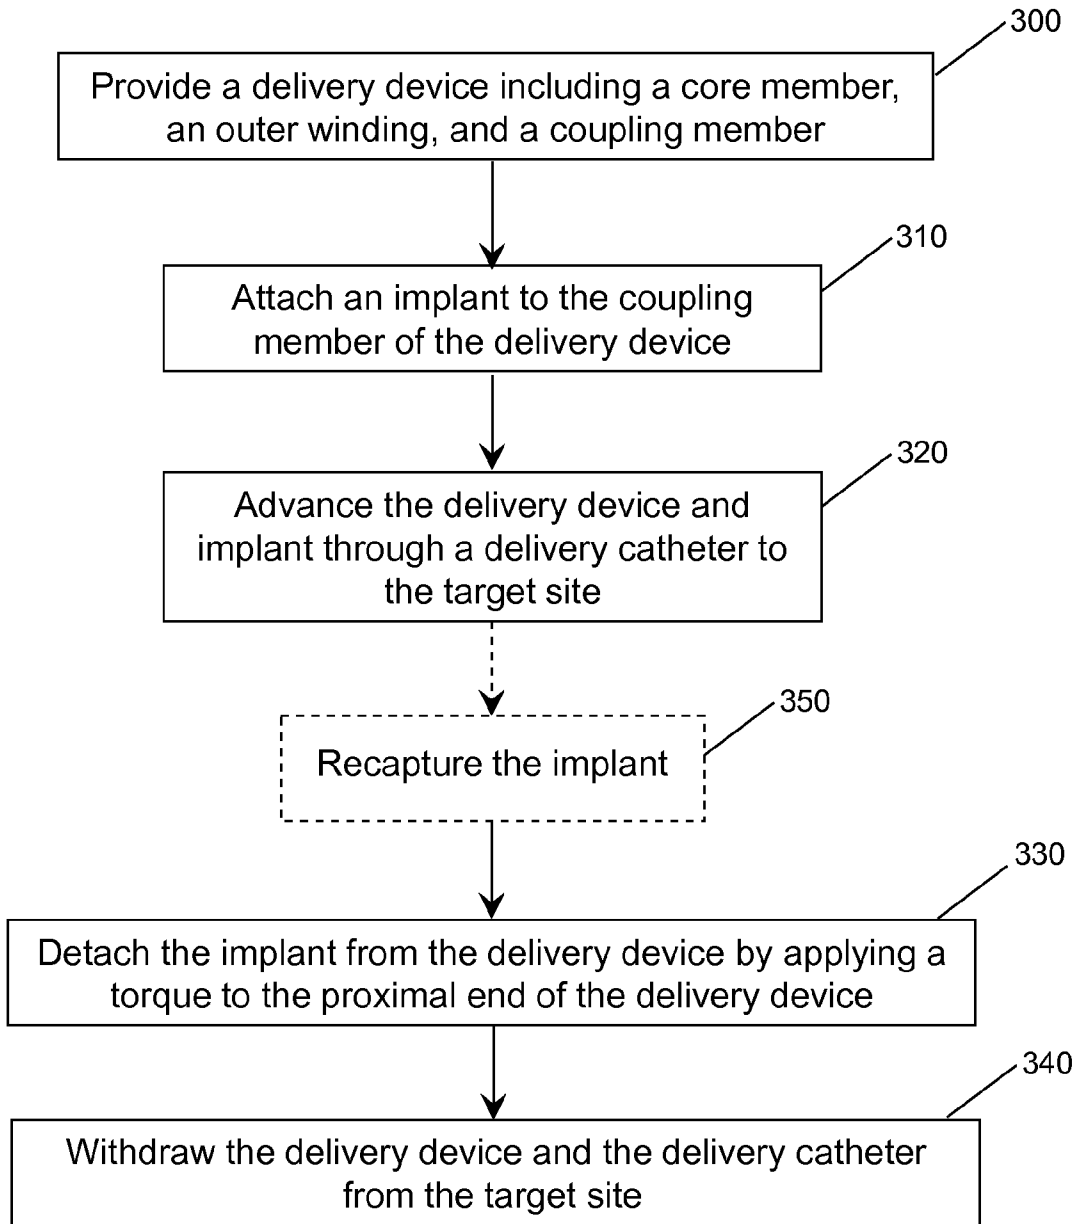 300
Provide a delivery device including a core member,
an outer winding, and a coupling member
310
Attach an implant to the coupling
member of the delivery device
320
Advance the delivery device and
implant through a delivery catheter to
the target site
350
Recapture the implant
330
Detach the implant from the delivery device by applying a
torque to the proximal end of the delivery device
340
Withdraw the delivery device and the delivery catheter
from the target site